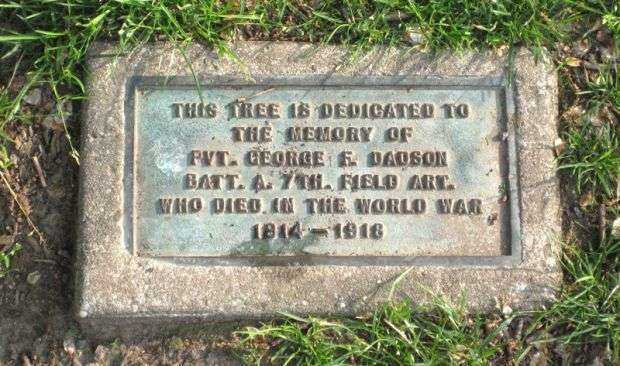 THIS TREE IS DEDICATED TO
THE MEMORY OF
PVT. GEORGE F. DADSON
BATT. A. 7TH. FIELD ART.
WHO DIED IN THE WORLD WAR
1914-1918